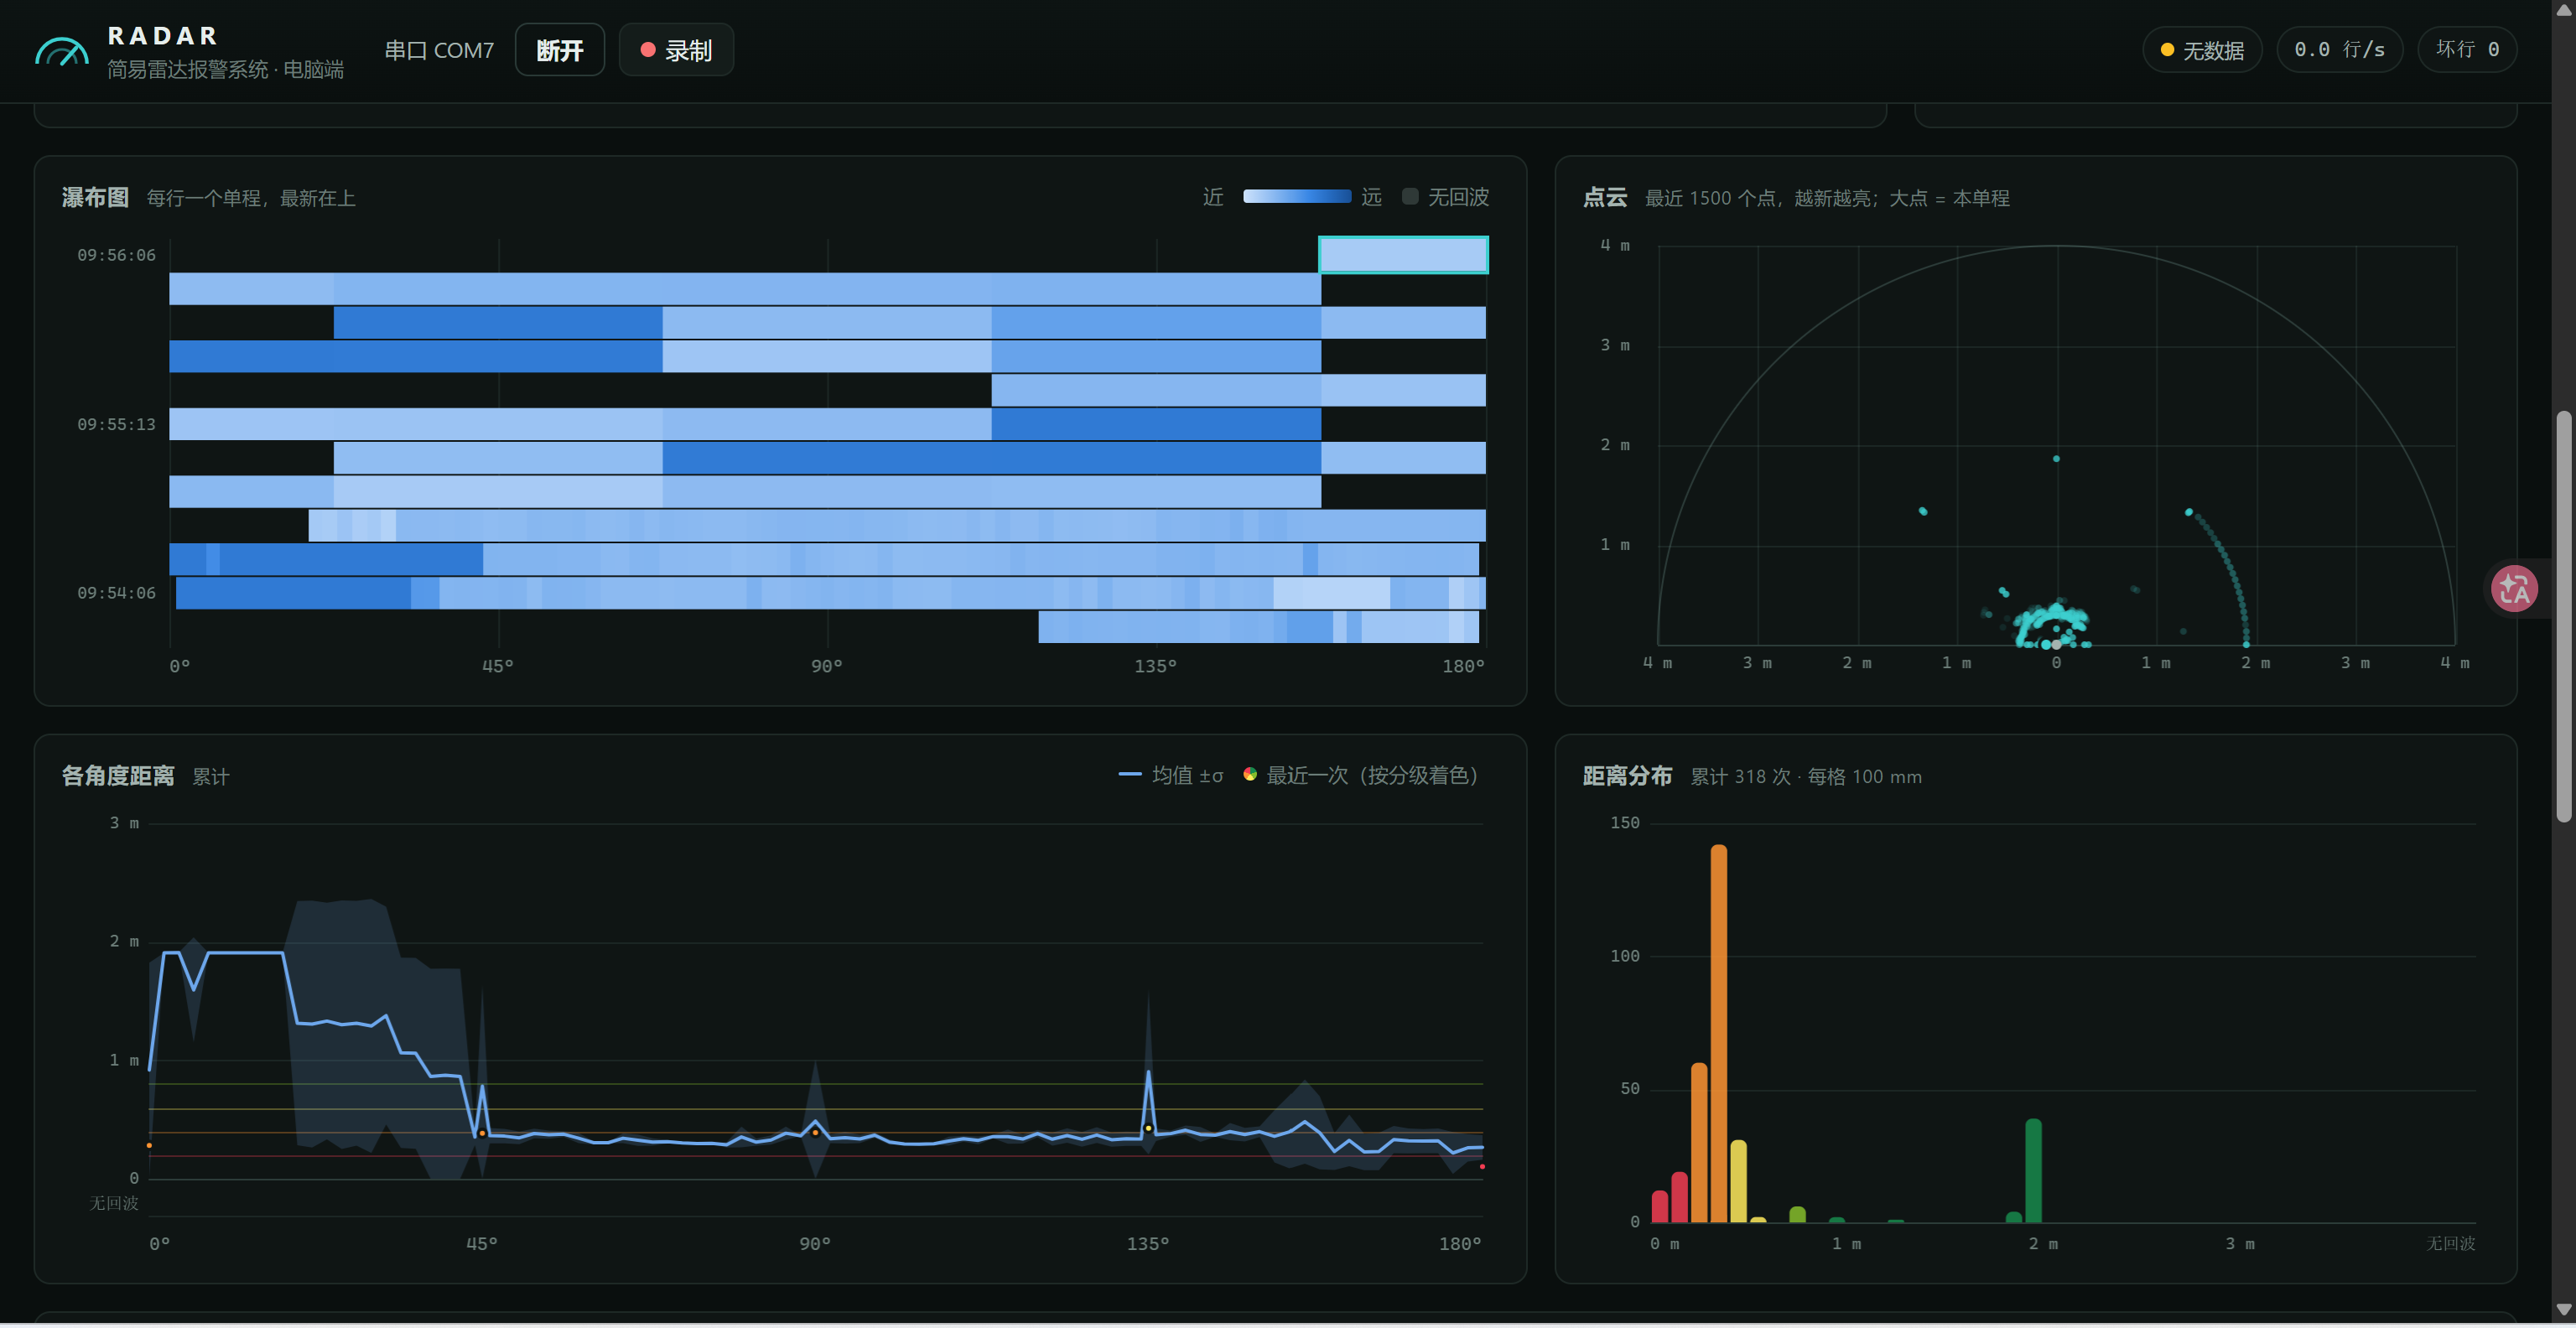 RADAR
简易雷达报警系统 · 电脑端
串口 COM7
断开
录制
无数据
0.0 行/s
坏行 0
瀑布图 每行一个单程，最新在上
近 远 无回波
09:56:06
09:55:13
09:54:06
0° 45° 90° 135° 180°
点云 最近 1500 个点，越新越亮；大点 = 本单程
4 m
3 m
2 m
1 m
4 m 3 m 2 m 1 m 0 1 m 2 m 3 m 4 m
各角度距离 累计
均值 ±σ 最近一次（按分级着色）
3 m
2 m
1 m
0
无回波
0° 45° 90° 135° 180°
距离分布 累计 318 次 · 每格 100 mm
150
100
50
0
0 m 1 m 2 m 3 m 无回波